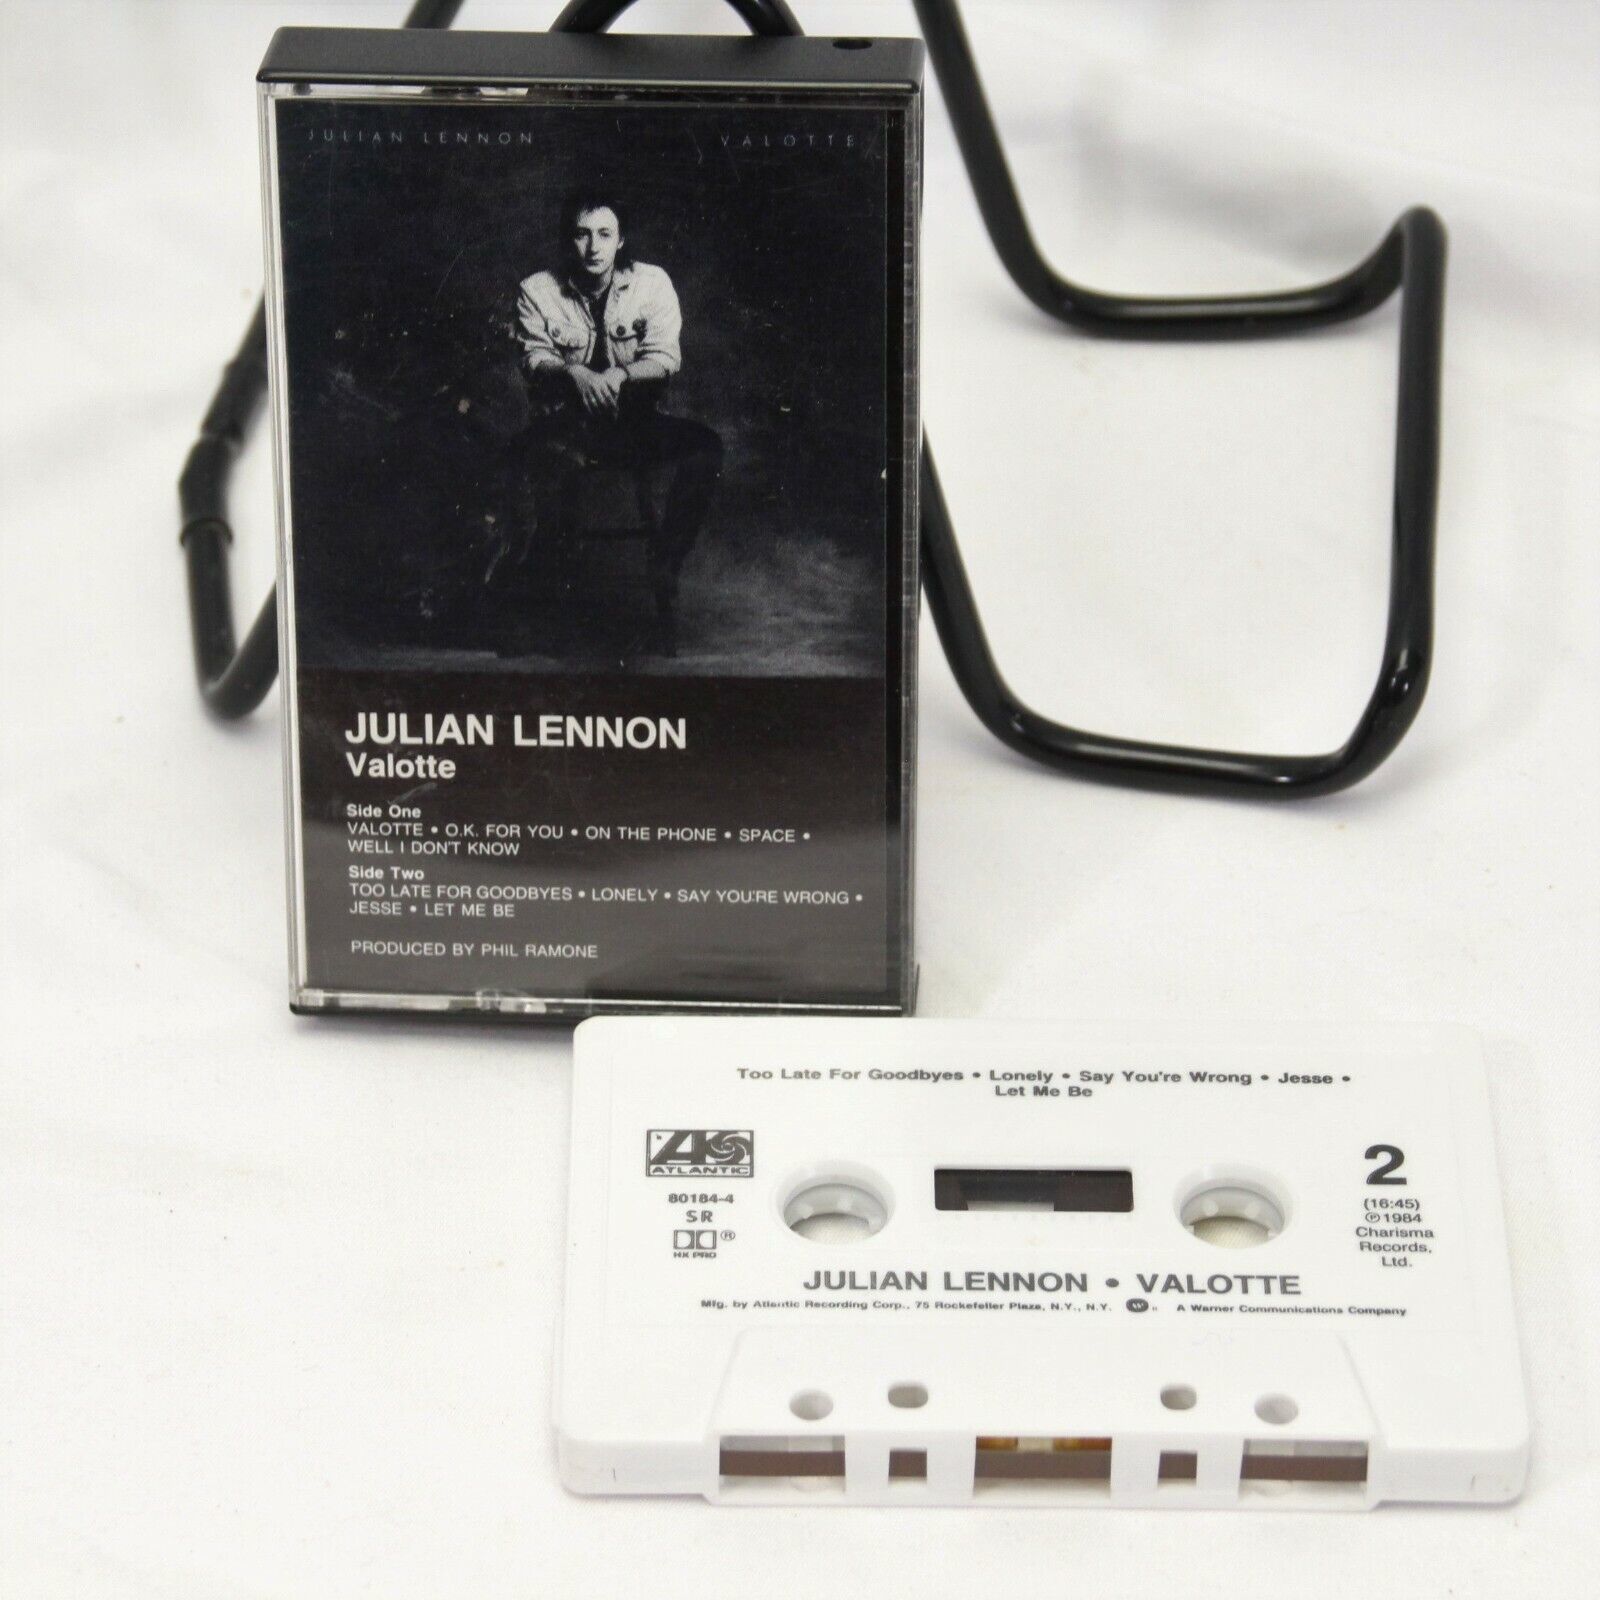 JULIAN LENNON VALOTTE
JULIAN LENNON
Valotte
Side One
VALOTTE • O.K. FOR YOU • ON THE PHONE • SPACE •
WELL I DON'T KNOW
Side Two
TOO LATE FOR GOODBYES • LONELY • SAY YOU'RE WRONG •
JESSE • LET ME BE
PRODUCED BY PHIL RAMONE
Too Late For Goodbyes • Lonely • Say You're Wrong • Jesse •
Let Me Be
ATLANTIC
80184-4
SR
®
HX PRO
2
(16:45)
℗1984
Charisma
Records,
Ltd.
JULIAN LENNON • VALOTTE
Mfg. by Atlantic Recording Corp., 75 Rockefeller Plaza, N.Y., N.Y. A Warner Communications Company